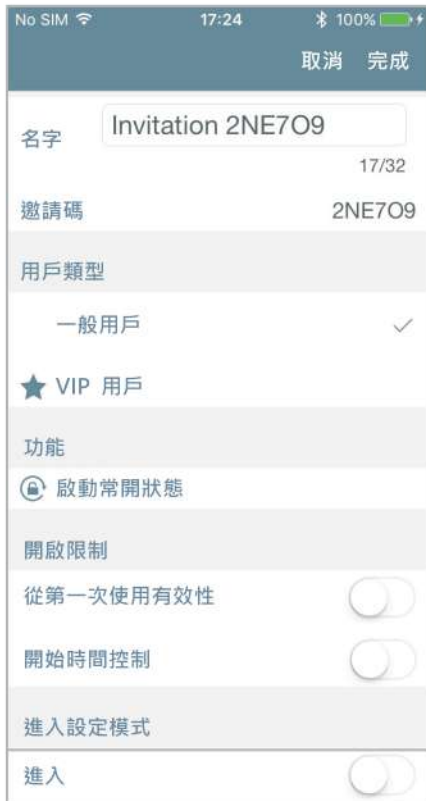 No SIM 17:24 100%
取消 完成
名字 Invitation 2NE7O9
17/32
邀請碼 2NE7O9
用戶類型
一般用戶
VIP 用戶
功能
啟動常開狀態
開啟限制
從第一次使用有效性
開始時間控制
進入設定模式
進入